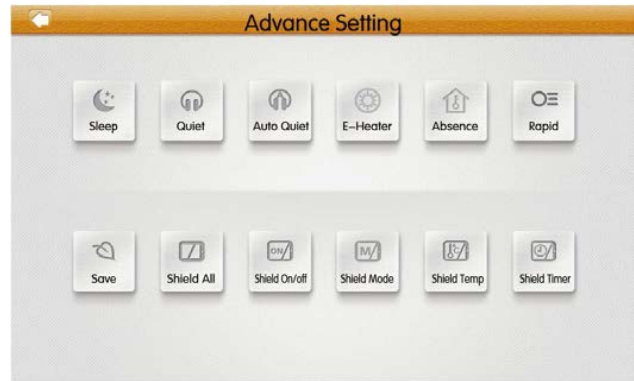 Advance Setting
Sleep Quiet Auto Quiet E-Heater Absence Rapid
ON/ M/ °C/
Save Shield All Shield On/off Shield Mode Shield Temp Shield Timer